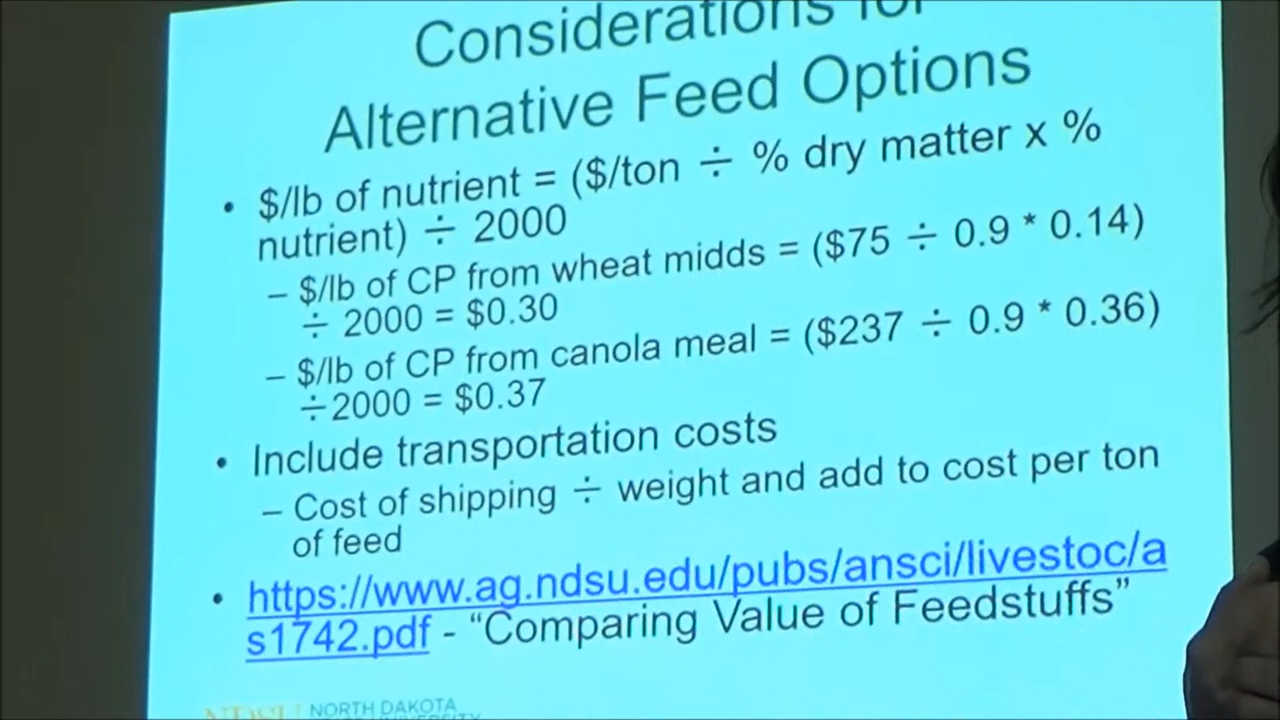 Considerations for
Alternative Feed Options
• $/lb of nutrient = ($/ton ÷ % dry matter x %
nutrient) ÷ 2000
– $/lb of CP from wheat midds = ($75 ÷ 0.9 * 0.14)
÷ 2000 = $0.30
– $/lb of CP from canola meal = ($237 ÷ 0.9 * 0.36)
÷2000 = $0.37
• Include transportation costs
– Cost of shipping ÷ weight and add to cost per ton
of feed
• https://www.ag.ndsu.edu/pubs/ansci/livestoc/a
s1742.pdf - “Comparing Value of Feedstuffs”
NDSU NORTH DAKOTA